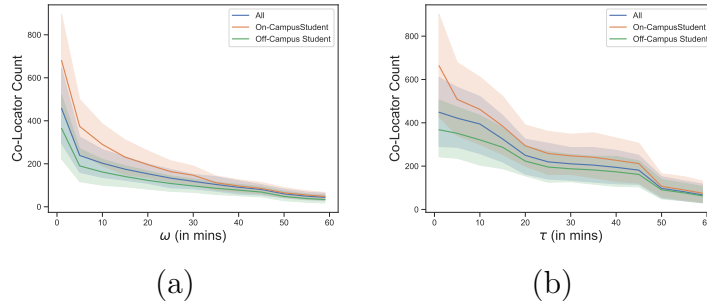 All
On-CampusStudent
Off-Campus Student
Co-Locator Count
800
600
400
200
0
0 10 20 30 40 50 60
ω (in mins)
(a)
All
On-CampusStudent
Off-Campus Student
Co-Locator Count
800
600
400
200
0
0 10 20 30 40 50 6
τ (in mins)
(b)